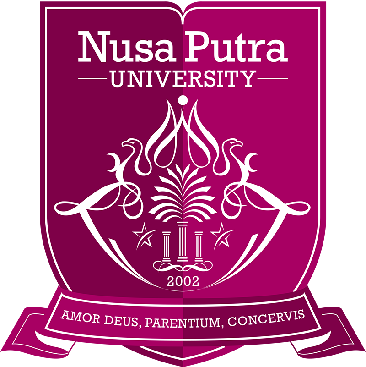 Nusa Putra
UNIVERSITY
2002
AMOR DEUS, PARENTIUM, CONCERVIS